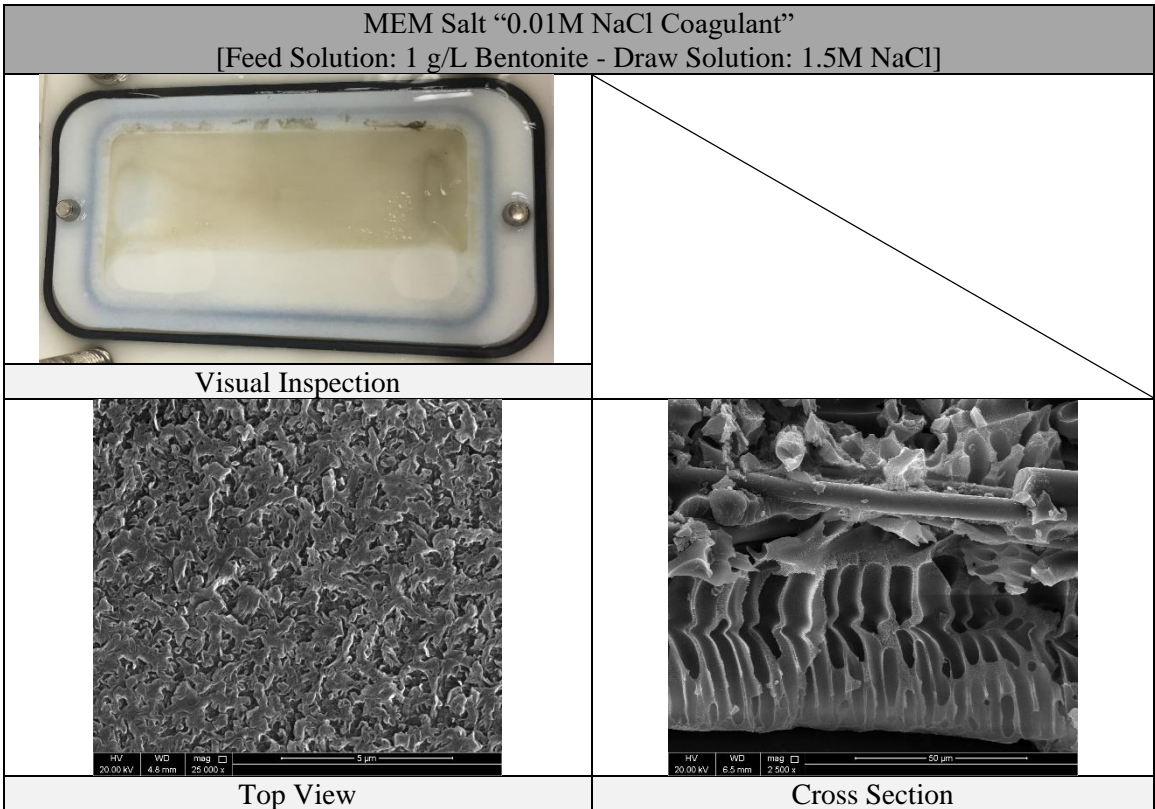 MEM Salt “0.01M NaCl Coagulant”
[Feed Solution: 1 g/L Bentonite - Draw Solution: 1.5M NaCl]
Visual Inspection
HV WD mag 5 µm
20.00 kV 4.8 mm 25 000 x
HV WD mag 50 µm
20.00 kV 6.5 mm 2 500 x
Top View
Cross Section